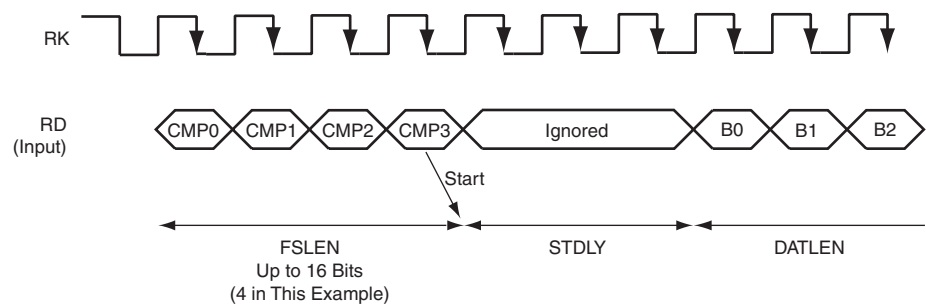 RK
RD
(Input)
CMP0 CMP1 CMP2 CMP3 Ignored B0 B1 B2
Start
FSLEN
Up to 16 Bits
(4 in This Example)
STDLY
DATLEN